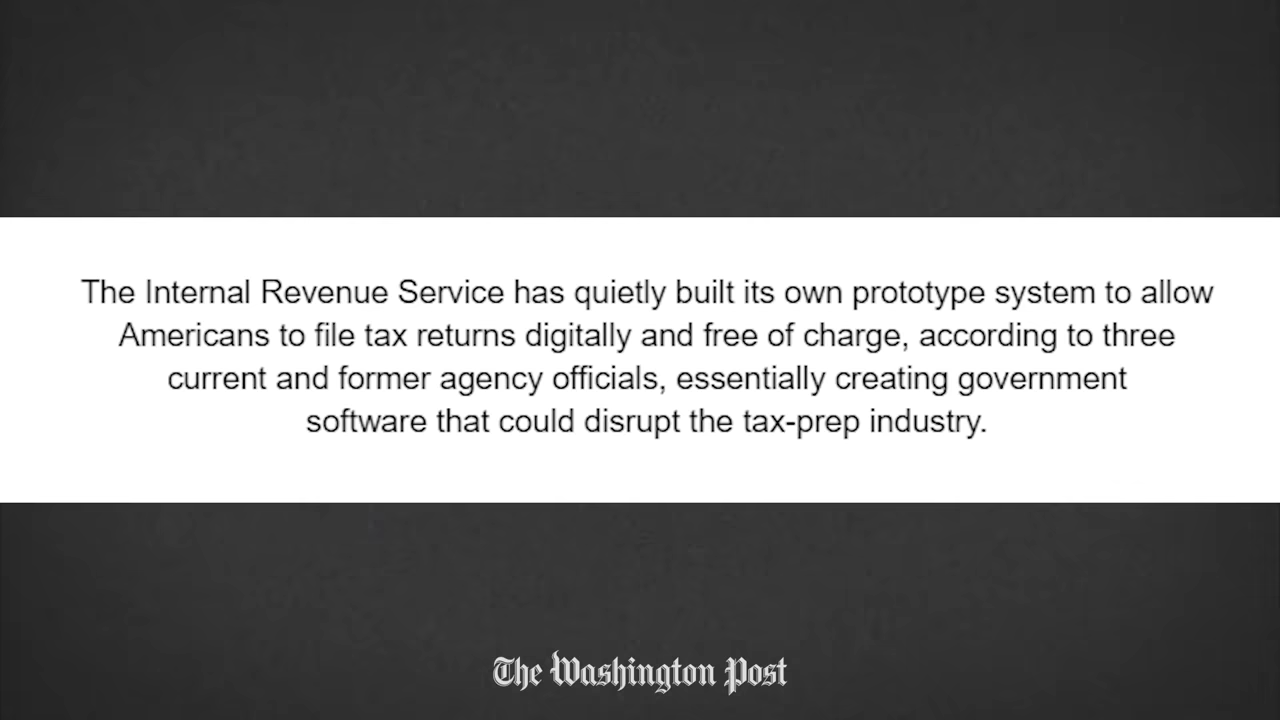 The Internal Revenue Service has quietly built its own prototype system to allow
Americans to file tax returns digitally and free of charge, according to three
current and former agency officials, essentially creating government
software that could disrupt the tax-prep industry.
The Washington Post